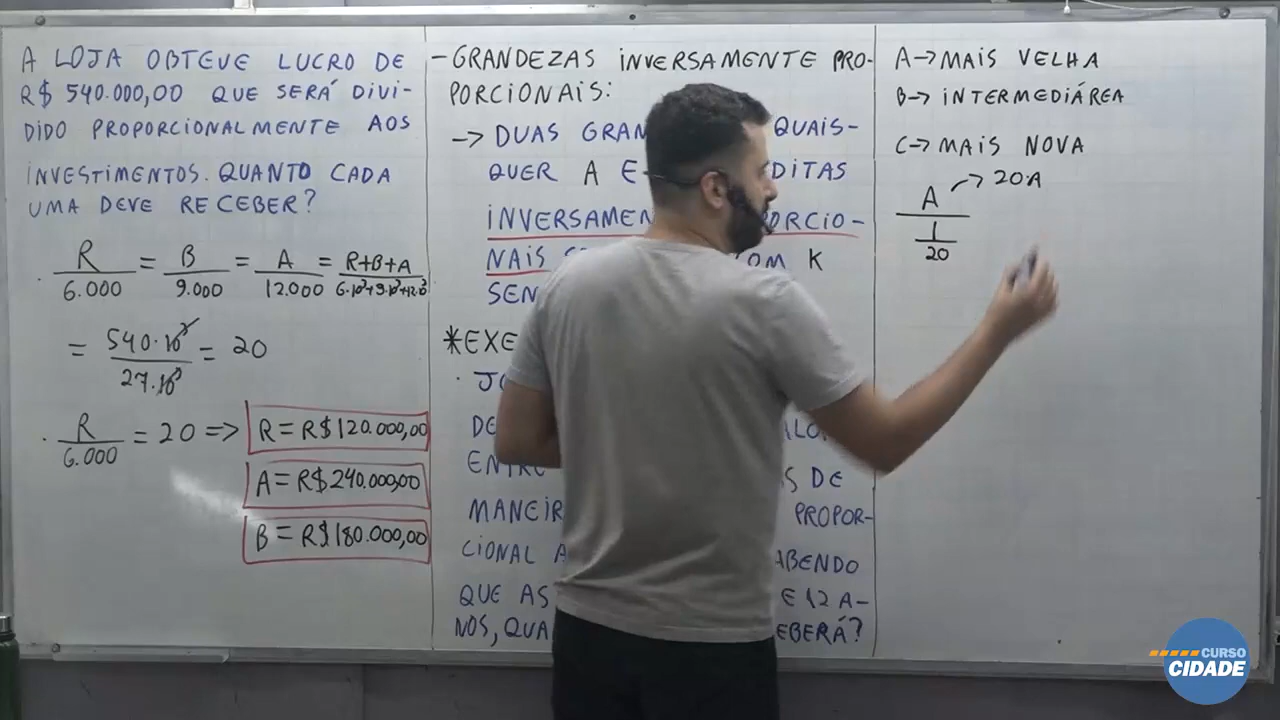 A LOJA OBTEVE LUCRO DE
R$ 540.000,00 QUE SERÁ DIVI-
DIDO PROPORCIONALMENTE AOS
INVESTIMENTOS. QUANTO CADA
UMA DEVE RECEBER?
. R/6.000 = B/9.000 = A/12.000 = R+B+A/6.10³+9.10³+12.10³
= 540.10³/27.10³ = 20
. R/6.000 = 20 => R = R$120.000,00
A = R$240.000,00
B = R$180.000,00
- GRANDEZAS INVERSAMENTE PRO-
PORCIONAIS:
-> DUAS GRAN QUAIS-
QUER A E DITAS
INVERSAMEN PORCIO-
NAIS COM K
SEN
*EXE
DE
ENTRE S DE
MANEIR PROPOR-
CIONAL A ABENDO
QUE AS E 12 A-
NOS, QUA EBERÁ?
A-> MAIS VELHA
B-> INTERMEDIÁREA
C-> MAIS NOVA
A/(1/20) -> 20A
CURSO
CIDADE